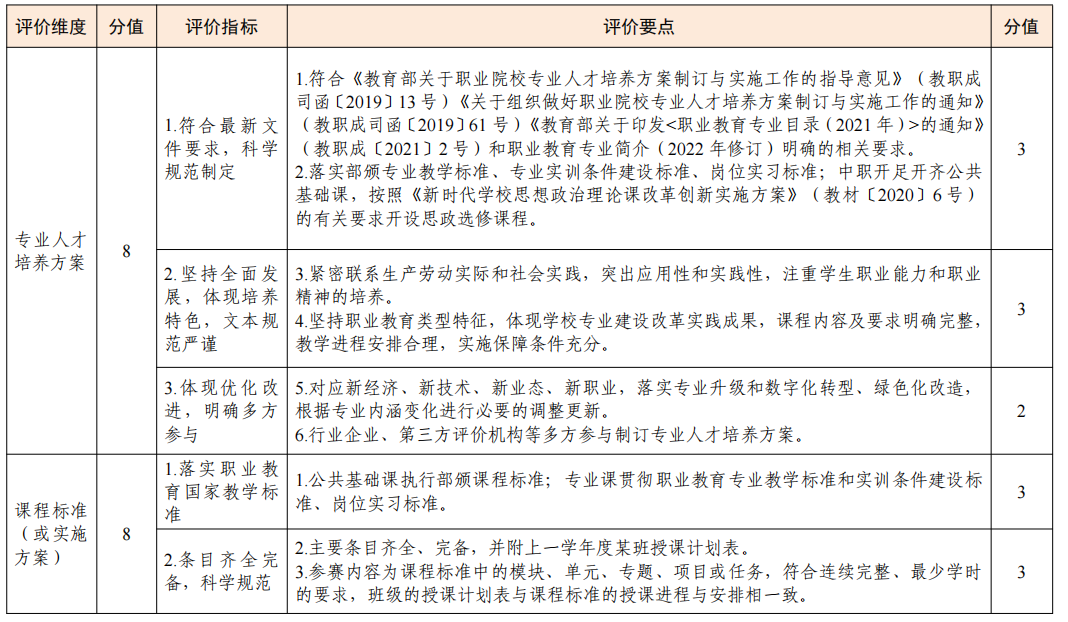 评价维度 分值 评价指标 评价要点 分值
专业人才
培养方案
8
1.符合最新文
件要求，科学
规范制定
1.符合《教育部关于职业院校专业人才培养方案制订与实施工作的指导意见》（教职成
司函〔2019〕13号）《关于组织做好职业院校专业人才培养方案制订与实施工作的通知》
（教职成司函〔2019〕61号）《教育部关于印发<职业教育专业目录（2021年）>的通知》
（教职成〔2021〕2号）和职业教育专业简介（2022年修订）明确的相关要求。
2.落实部颁专业教学标准、专业实训条件建设标准、岗位实习标准；中职开足开齐公共
基础课，按照《新时代学校思想政治理论课改革创新实施方案》（教材〔2020〕6号）
的有关要求开设思政选修课程。
3
2.坚持全面发
展，体现培养
特色，文本规
范严谨
3.紧密联系生产劳动实际和社会实践，突出应用性和实践性，注重学生职业能力和职业
精神的培养。
4.坚持职业教育类型特征，体现学校专业建设改革实践成果，课程内容及要求明确完整，
教学进程安排合理，实施保障条件充分。
3
3.体现优化改
进，明确多方
参与
5.对应新经济、新技术、新业态、新职业，落实专业升级和数字化转型、绿色化改造，
根据专业内涵变化进行必要的调整更新。
6.行业企业、第三方评价机构等多方参与制订专业人才培养方案。
2
课程标准
（或实施
方案）
8
1.落实职业教
育国家教学标
准
1.公共基础课执行部颁课程标准；专业课贯彻职业教育专业教学标准和实训条件建设标
准、岗位实习标准。
3
2.条目齐全完
备，科学规范
2.主要条目齐全、完备，并附上一学年度某班授课计划表。
3.参赛内容为课程标准中的模块、单元、专题、项目或任务，符合连续完整、最少学时
的要求，班级的授课计划表与课程标准的授课进程与安排相一致。
3